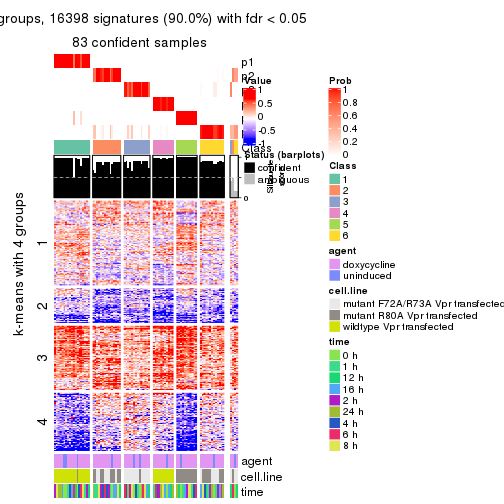 groups, 16398 signatures (90.0%) with fdr < 0.05
83 confident samples
p1
p2
Class
k-means with 4 groups
1
2
3
4
agent
cell.line
time
Value
1
0.5
0
-0.5
-1
Status (barplots)
confident
ambiguous
0
Prob
1
0.8
0.6
0.4
0.2
0
Class
1
2
3
4
5
6
agent
doxycycline
uninduced
cell.line
mutant F72A/R73A Vpr transfected
mutant R80A Vpr transfected
wildtype Vpr transfected
time
0 h
1 h
12 h
16 h
2 h
24 h
4 h
6 h
8 h